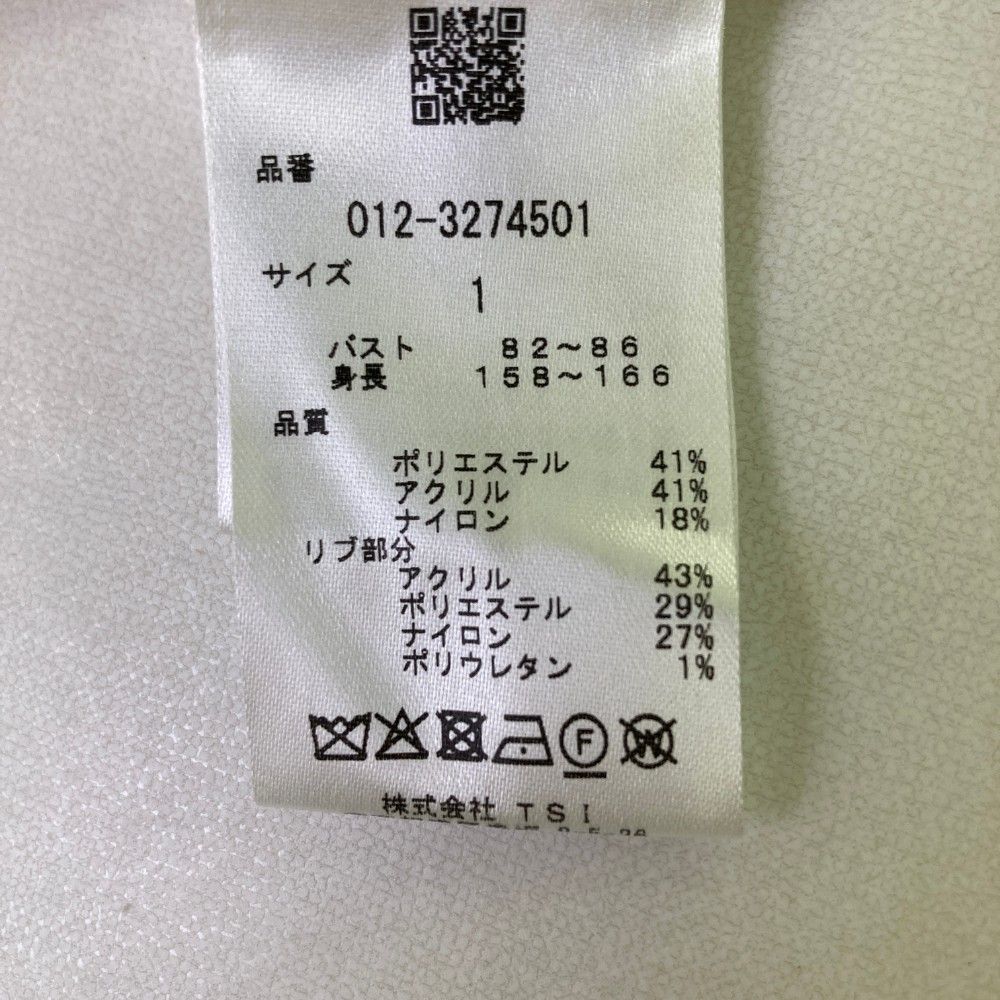 品番
012-3274501
サイズ
1
バスト 82～86
身長 158～166
品質
ポリエステル 41%
アクリル 41%
ナイロン 18%
リブ部分
アクリル 43%
ポリエステル 29%
ナイロン 27%
ポリウレタン 1%
F W
株式会社 TSI